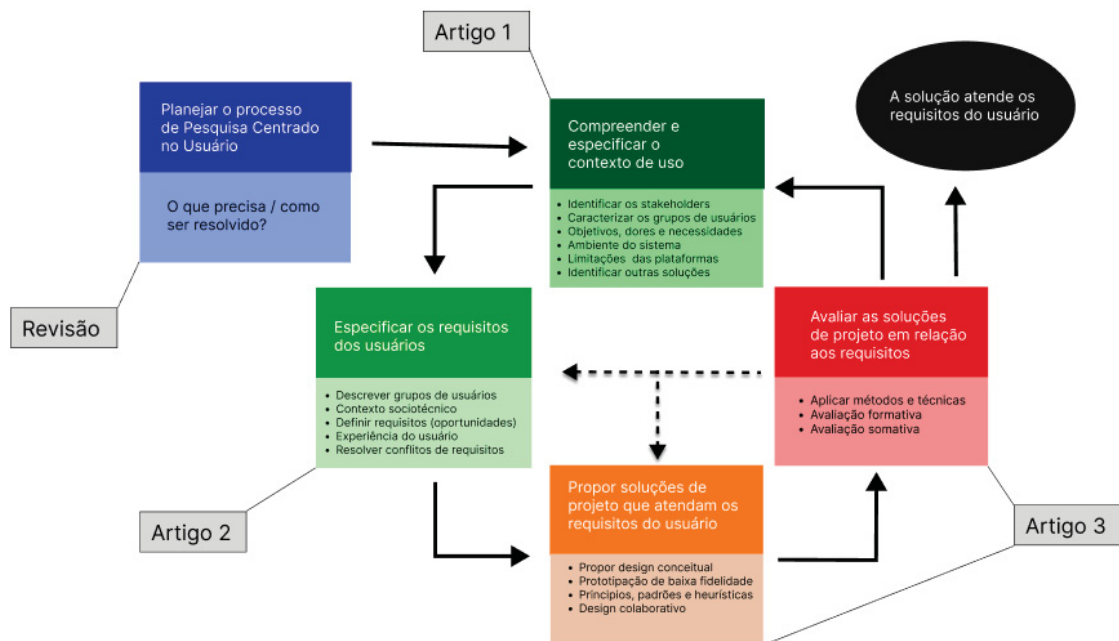 Artigo 1
Planejar o processo
de Pesquisa Centrado
no Usuário
O que precisa / como
ser resolvido?
Revisão
Compreender e
especificar o
contexto de uso
• Identificar os stakeholders
• Caracterizar os grupos de usuários
• Objetivos, dores e necessidades
• Ambiente do sistema
• Limitações das plataformas
• Identificar outras soluções
A solução atende os
requisitos do usuário
Especificar os requisitos
dos usuários
• Descrever grupos de usuários
• Contexto sociotécnico
• Definir requisitos (oportunidades)
• Experiência do usuário
• Resolver conflitos de requisitos
Avaliar as soluções
de projeto em relação
aos requisitos
• Aplicar métodos e técnicas
• Avaliação formativa
• Avaliação somativa
Artigo 2
Propor soluções de
projeto que atendam os
requisitos do usuário
• Propor design conceitual
• Prototipação de baixa fidelidade
• Principios, padrões e heurísticas
• Design colaborativo
Artigo 3